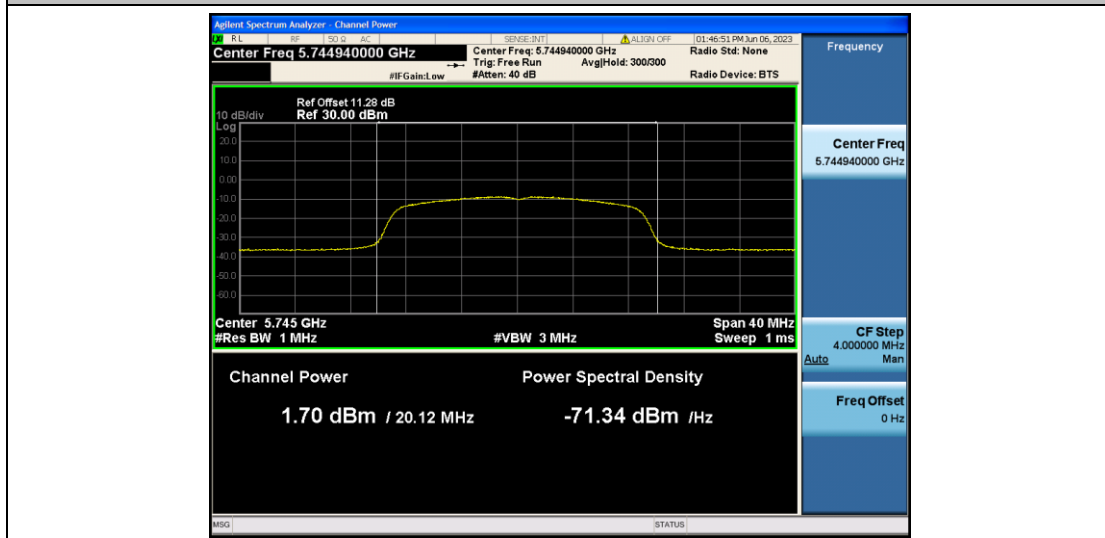 Agilent Spectrum Analyzer - Channel Power
RL RF 50 Ω AC SENSE:INT ALIGN OFF 01:46:51 PM Jun 06, 2023
Center Freq 5.744940000 GHz
Center Freq: 5.744940000 GHz
Radio Std: None
Trig: Free Run Avg|Hold: 300/300
#IFGain:Low #Atten: 40 dB Radio Device: BTS
Ref Offset 11.28 dB
10 dB/div Ref 30.00 dBm
Log
20.0
10.0
0.00
-10.0
-20.0
-30.0
-40.0
-50.0
-60.0
Center 5.745 GHz Span 40 MHz
#Res BW 1 MHz #VBW 3 MHz Sweep 1 ms
Channel Power Power Spectral Density
1.70 dBm / 20.12 MHz -71.34 dBm /Hz
MSG STATUS
Frequency
Center Freq
5.744940000 GHz
CF Step
4.000000 MHz
Auto Man
Freq Offset
0 Hz